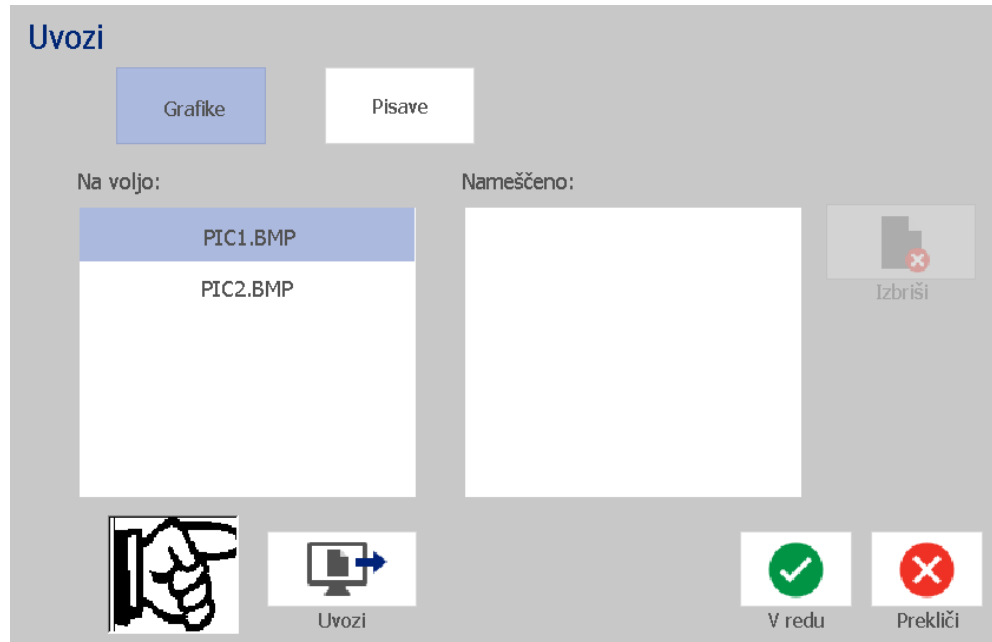 Uvozi
Grafike
Pisave
Na voljo:
Nameščeno:
PIC1.BMP
PIC2.BMP
Izbriši
Uvozi
V redu
Prekliči